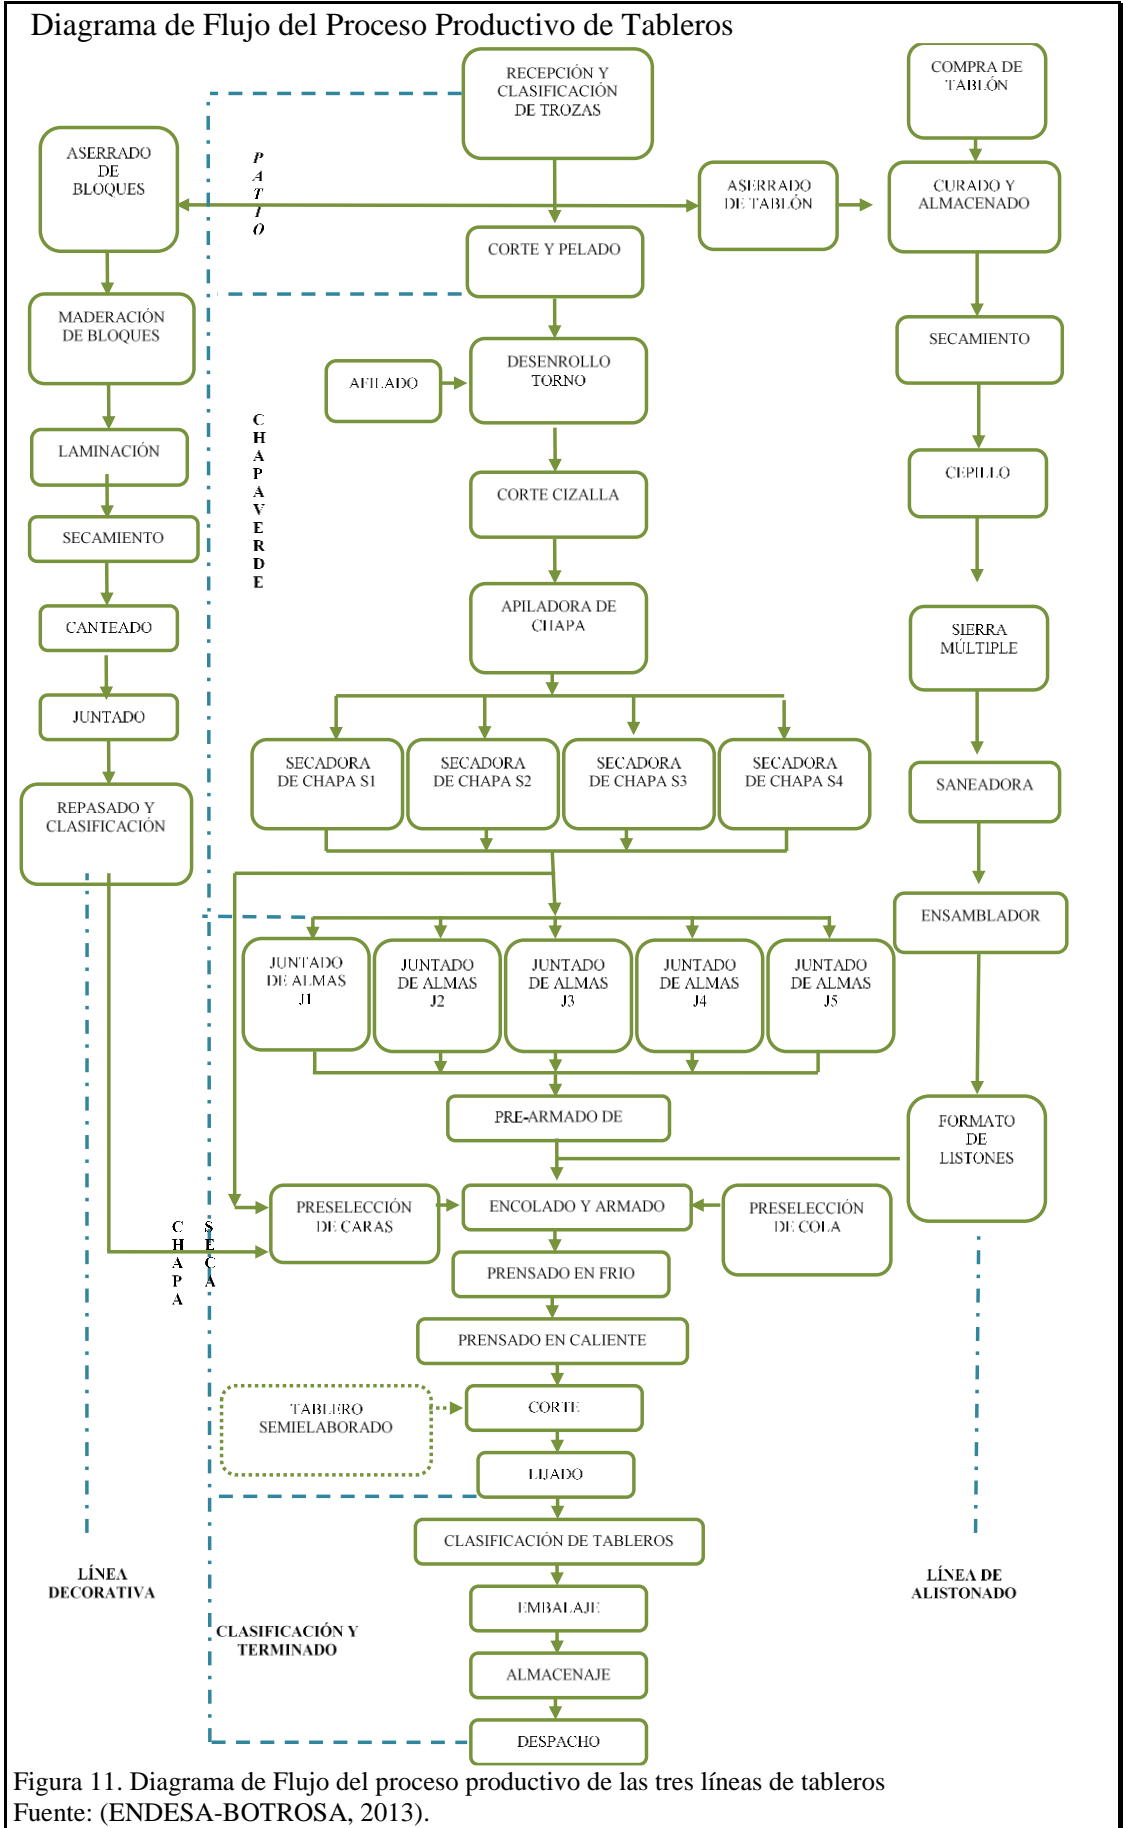 Diagrama de Flujo del Proceso Productivo de Tableros
RECEPCIÓN Y
CLASIFICACIÓN
DE TROZAS
COMPRA DE
TABLÓN
ASERRADO
DE
BLOQUES
PATIO
ASERRADO
DE TABLÓN
CURADO Y
ALMACENADO
CORTE Y PELADO
MADERACIÓN
DE BLOQUES
DESENROLLO
TORNO
SECAMIENTO
AFILADO
CHAPAVERDE
LAMINACIÓN
CORTE CIZALLA
CEPILLO
SECAMIENTO
APILADORA DE
CHAPA
CANTEADO
SIERRA
MÚLTIPLE
JUNTADO
SECADORA
DE CHAPA S1
SECADORA
DE CHAPA S2
SECADORA
DE CHAPA S3
SECADORA
DE CHAPA S4
SANEADORA
REPASADO Y
CLASIFICACIÓN
ENSAMBLADOR
JUNTADO
DE ALMAS
J1
JUNTADO
DE ALMAS
J2
JUNTADO
DE ALMAS
J3
JUNTADO
DE ALMAS
J4
JUNTADO
DE ALMAS
J5
PRE-ARMADO DE
FORMATO
DE
LISTONES
PRESELECCIÓN
DE CARAS
ENCOLADO Y ARMADO
PRESELECCIÓN
DE COLA
CHAPA
SECA
PRENSADO EN FRIO
PRENSADO EN CALIENTE
TABLERO
SEMIELABORADO
CORTE
LIJADO
CLASIFICACIÓN DE TABLEROS
LÍNEA
DECORATIVA
LÍNEA DE
ALISTONADO
EMBALAJE
CLASIFICACIÓN Y
TERMINADO
ALMACENAJE
DESPACHO
Figura 11. Diagrama de Flujo del proceso productivo de las tres líneas de tableros
Fuente: (ENDESA-BOTROSA, 2013).